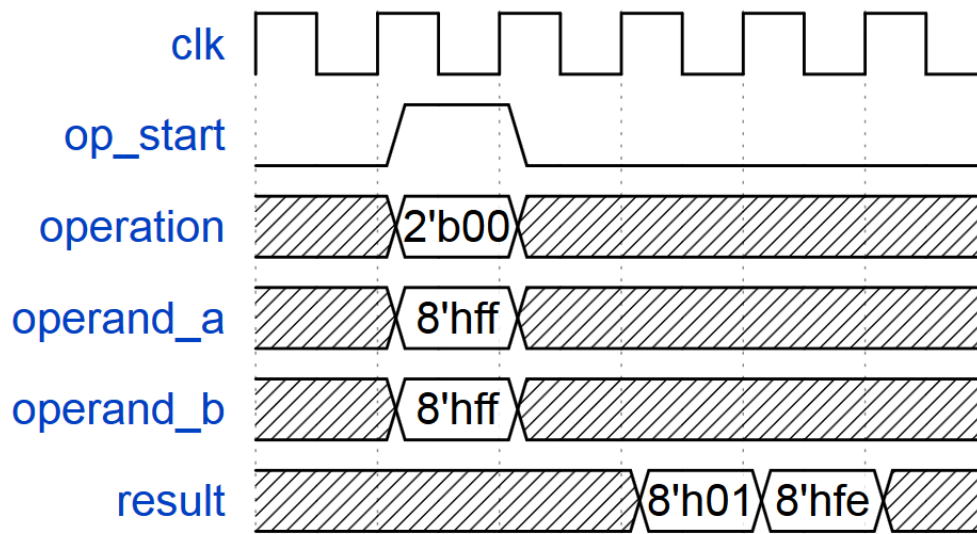 clk
op_start
operation 2'b00
operand_a 8'hff
operand_b 8'hff
result 8'h01 8'hfe